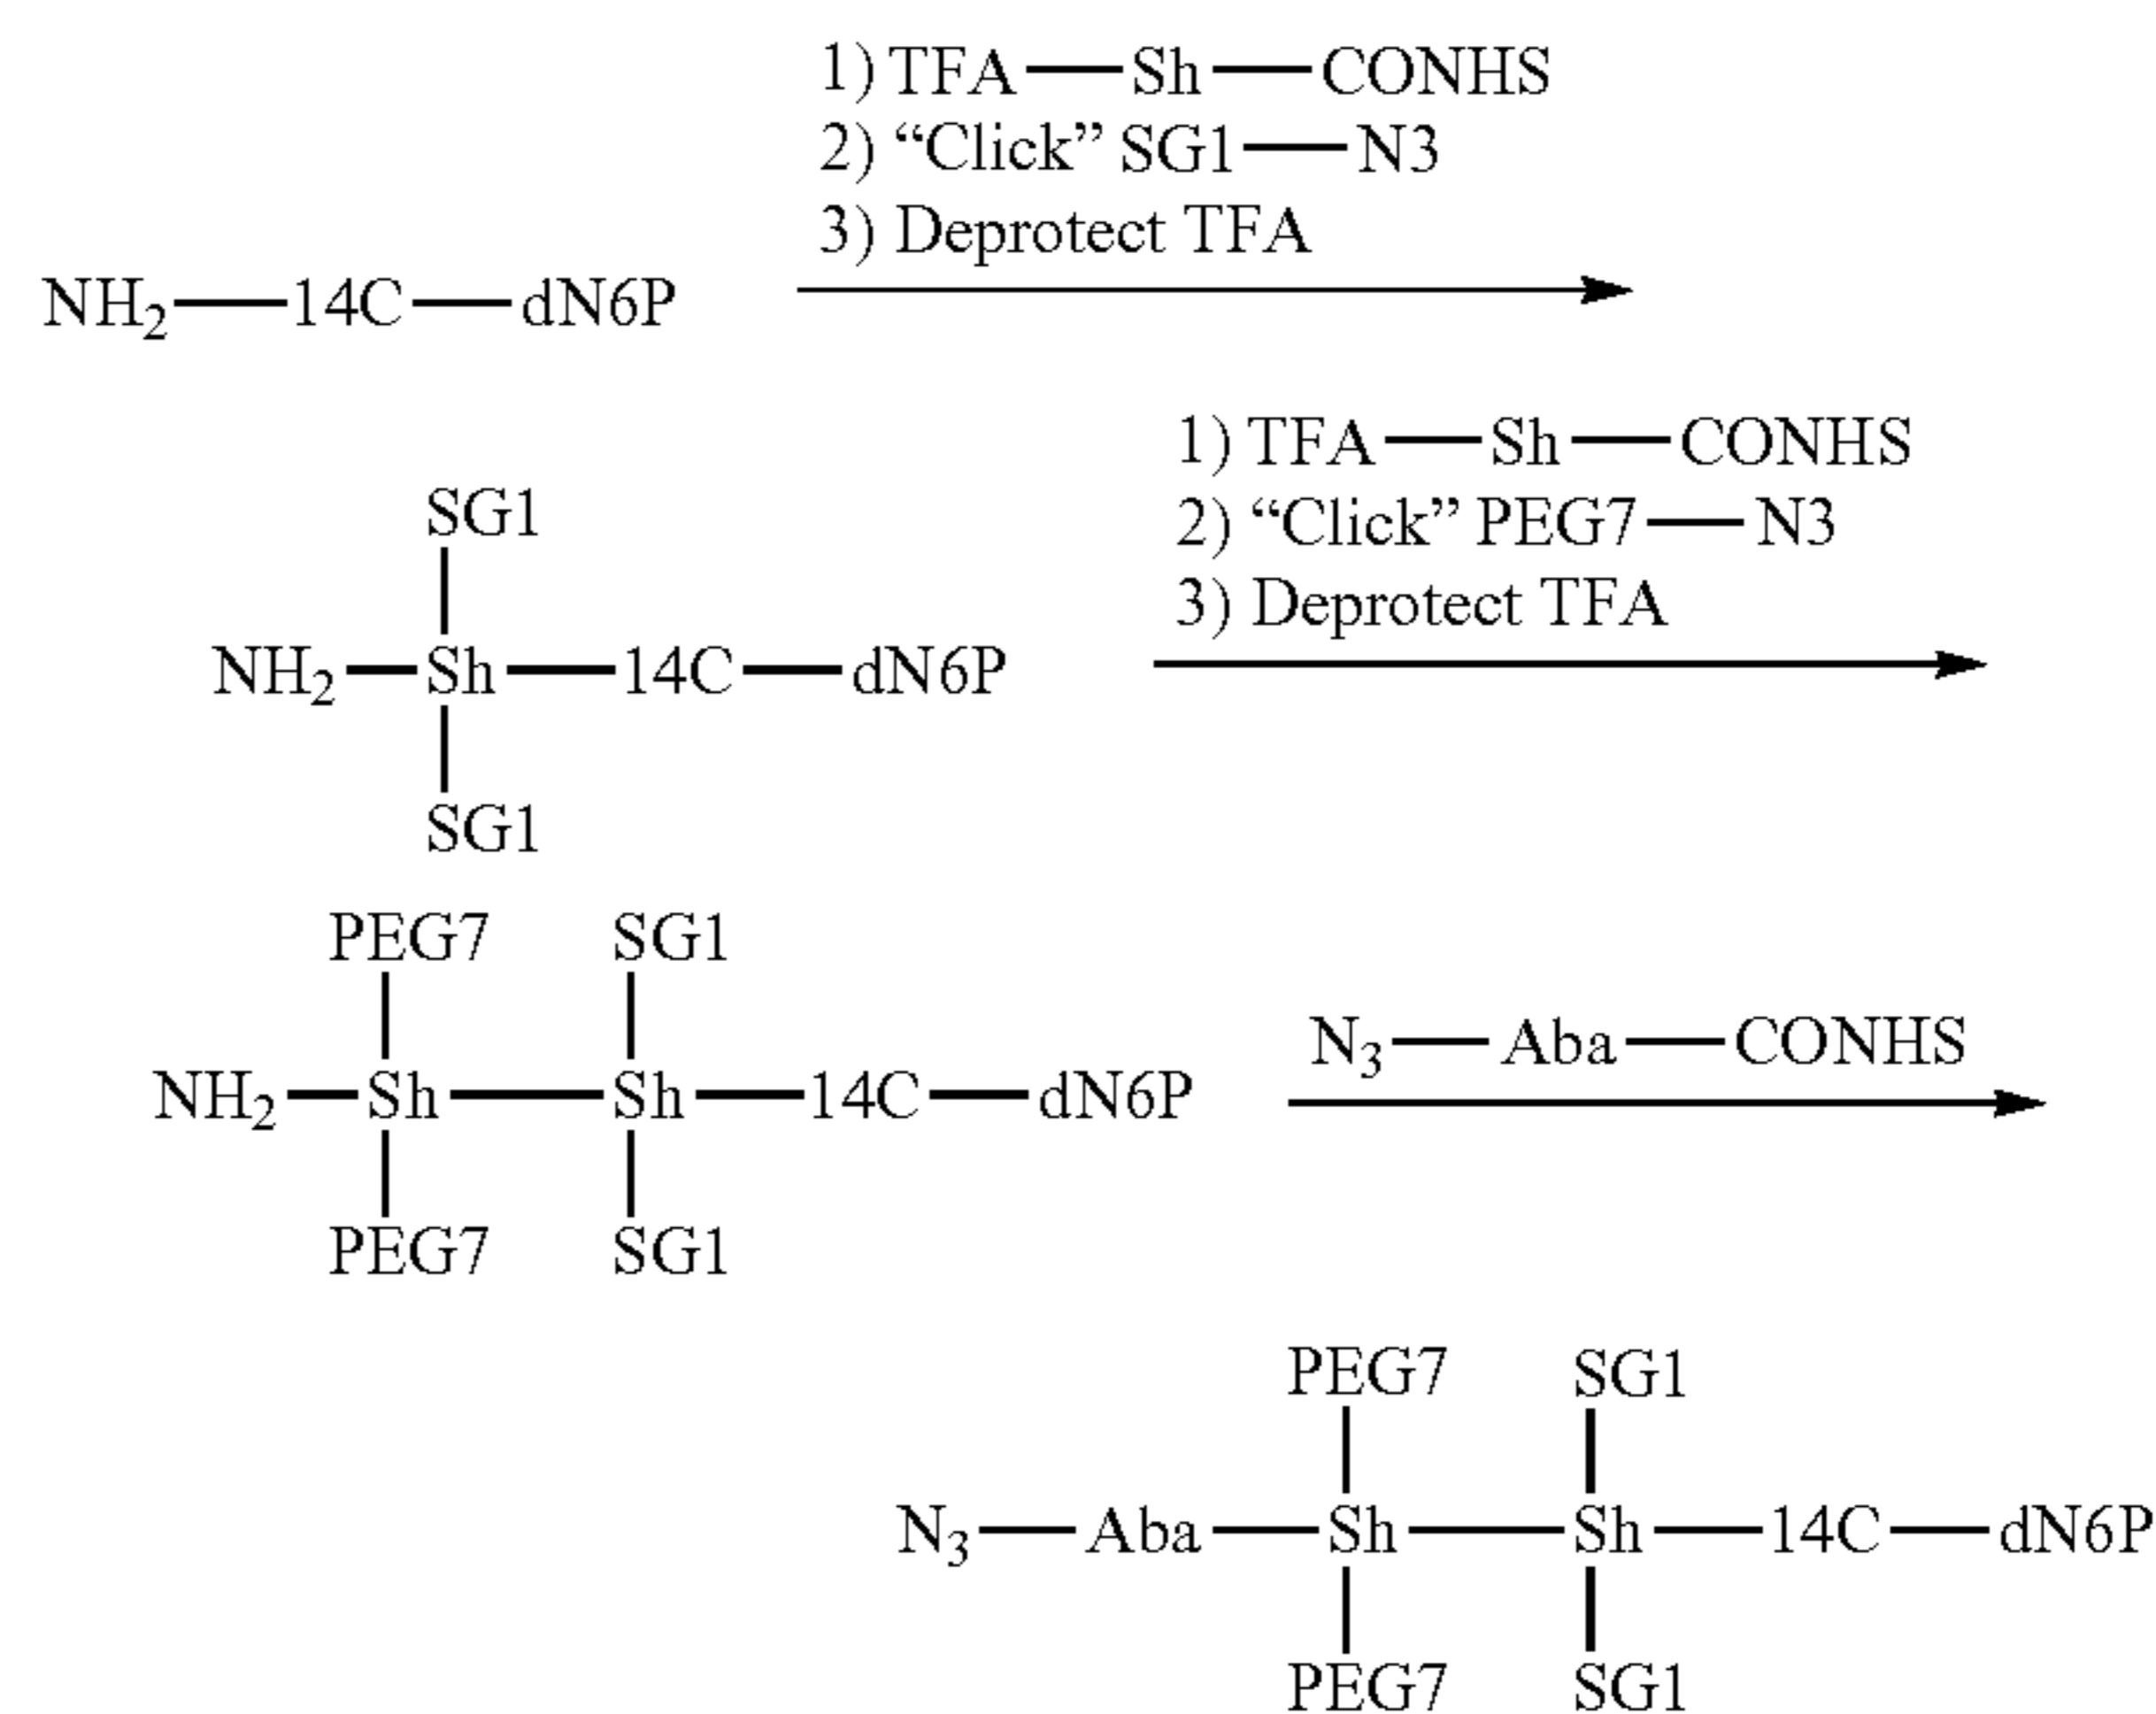 1) TFA—Sh—CONHS
2) “Click” SG1—N3
3) Deprotect TFA
NH₂—14C—dN6P
1) TFA—Sh—CONHS
2) “Click” PEG7—N3
3) Deprotect TFA
SG1
NH₂—Sh—14C—dN6P
SG1
PEG7 SG1
NH₂—Sh—Sh—14C—dN6P
PEG7 SG1
N₃—Aba—CONHS
PEG7 SG1
N₃—Aba—Sh—Sh—14C—dN6P
PEG7 SG1